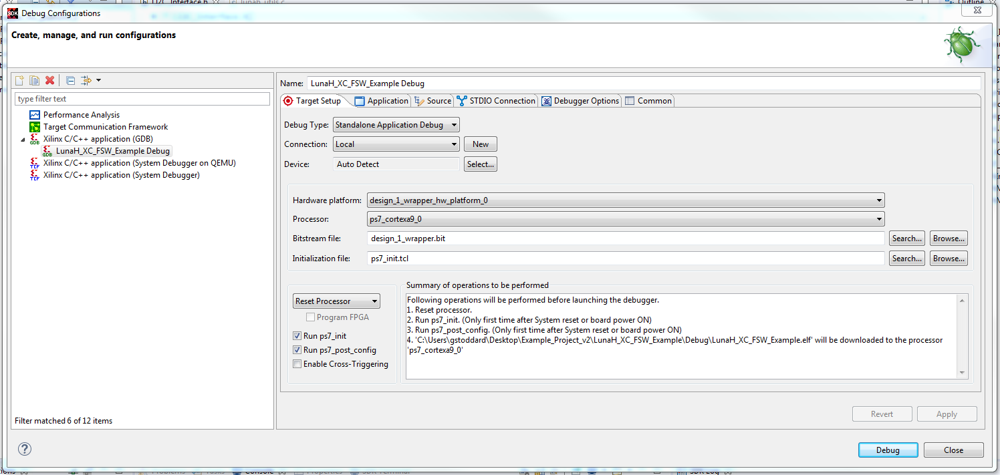 Debug Configurations
Create, manage, and run configurations
type filter text
Performance Analysis
Target Communication Framework
Xilinx C/C++ application (GDB)
LunaH_XC_FSW_Example Debug
Xilinx C/C++ application (System Debugger on QEMU)
Xilinx C/C++ application (System Debugger)
Filter matched 6 of 12 items
Name: LunaH_XC_FSW_Example Debug
Target Setup Application Source STDIO Connection Debugger Options Common
Debug Type: Standalone Application Debug
Connection: Local New
Device: Auto Detect Select...
Hardware platform: design_1_wrapper_hw_platform_0
Processor: ps7_cortexa9_0
Bitstream file: design_1_wrapper.bit Search... Browse...
Initialization file: ps7_init.tcl Search... Browse...
Reset Processor
Program FPGA
Run ps7_init
Run ps7_post_config
Enable Cross-Triggering
Summary of operations to be performed
Following operations will be performed before launching the debugger.
1. Reset processor.
2. Run ps7_init. (Only first time after System reset or board power ON)
3. Run ps7_post_config. (Only first time after System reset or board power ON)
4. 'C:\Users\gstoddard\Desktop\Example_Project_v2\LunaH_XC_FSW_Example\Debug\LunaH_XC_FSW_Example.elf' will be downloaded to the processor
'ps7_cortexa9_0'
Revert Apply
Debug Close